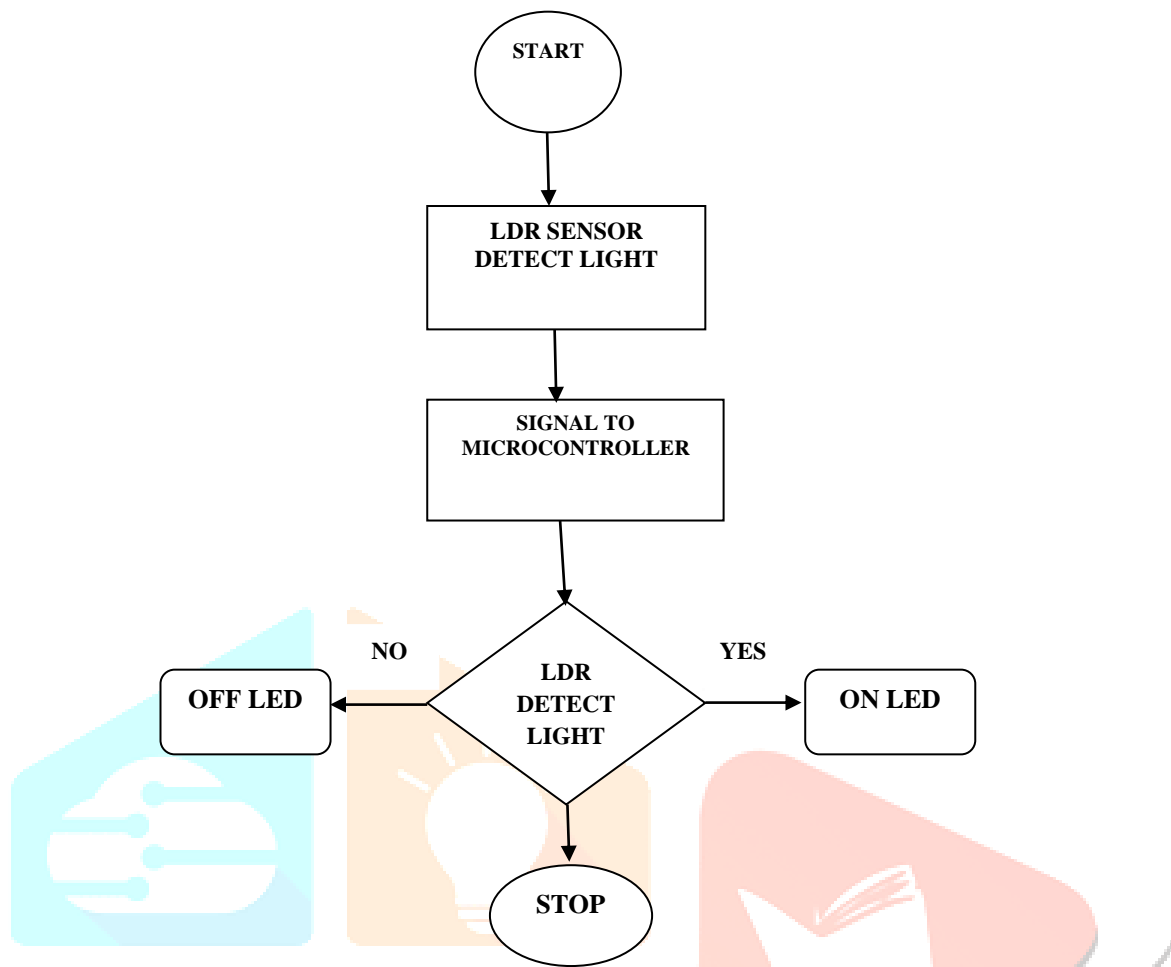 START
LDR SENSOR
DETECT LIGHT
SIGNAL TO
MICROCONTROLLER
NO
YES
OFF LED
LDR
DETECT
LIGHT
ON LED
STOP